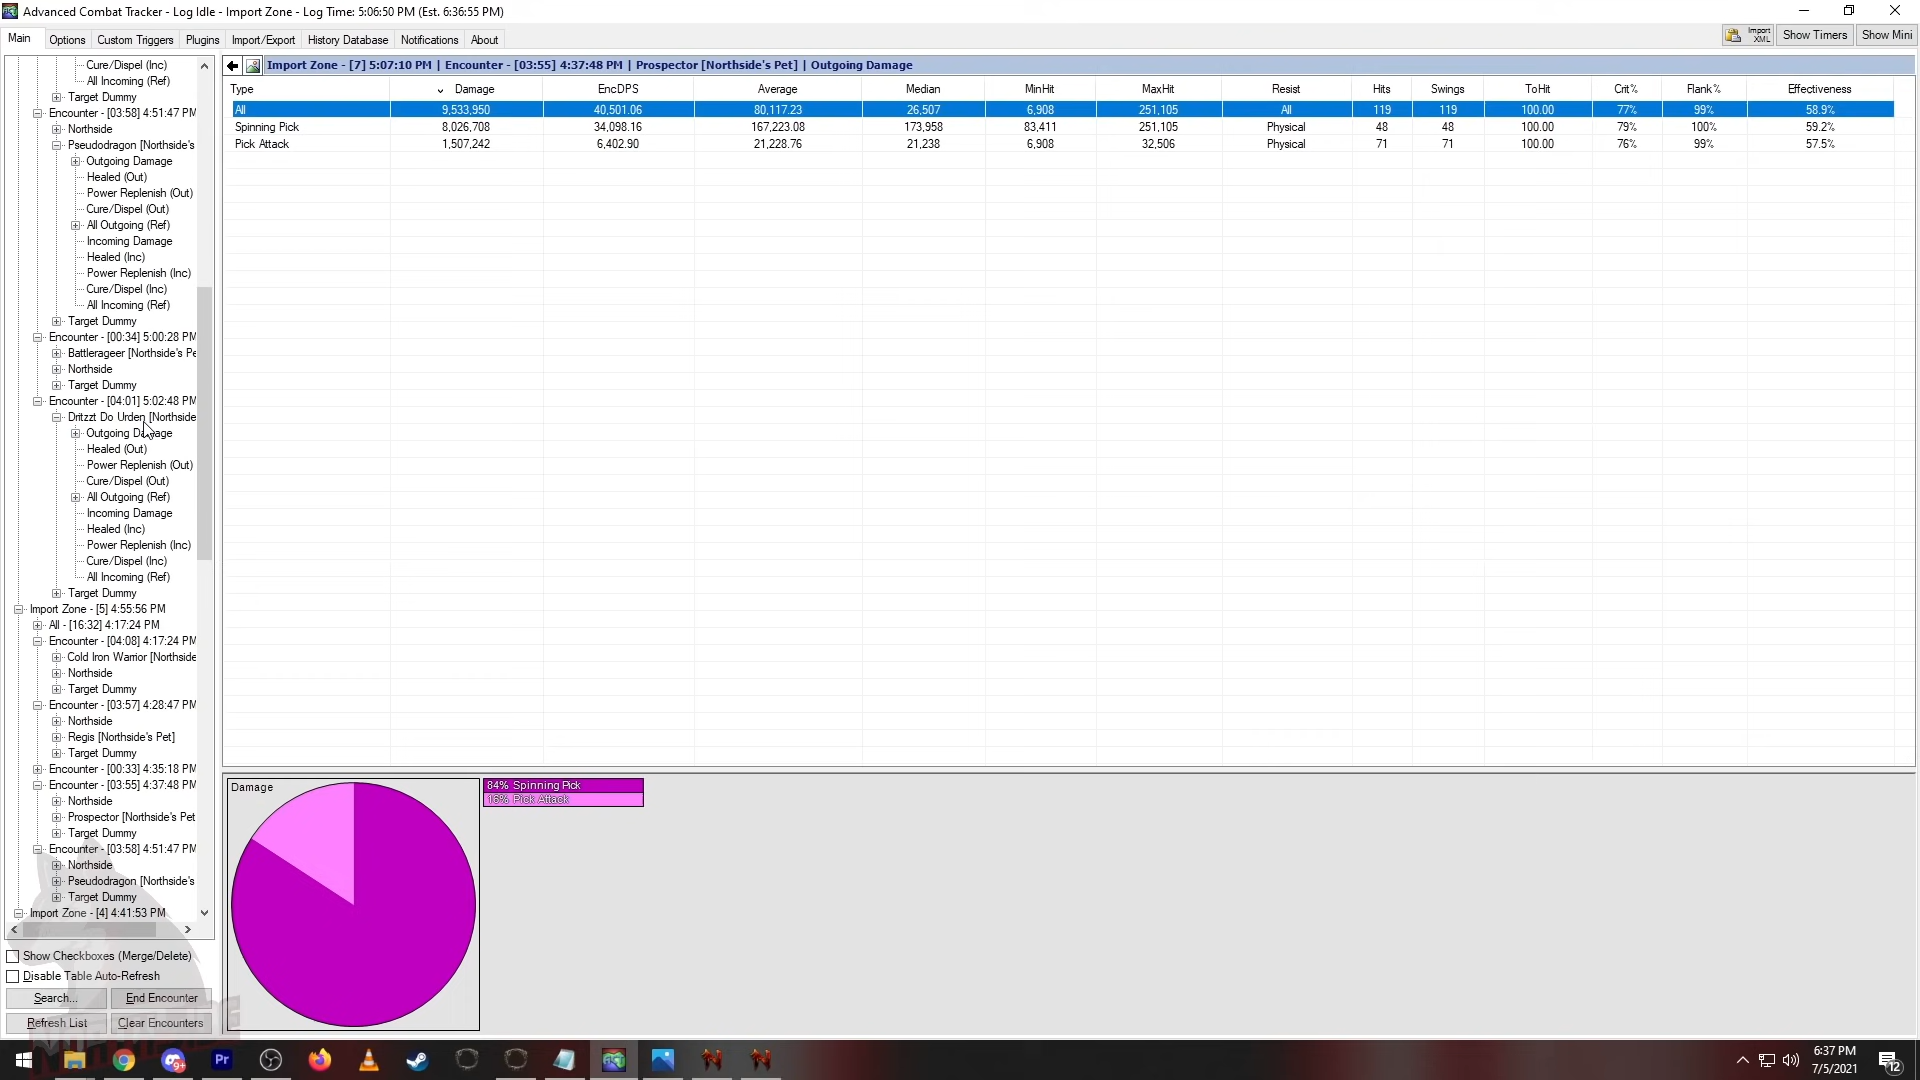 Advanced Combat Tracker - Log Idle - Import Zone - Log Time: 5:06:50 PM (Est. 6:36:55 PM)
Main Options Custom Triggers Plugins Import/Export History Database Notifications About
Import XML Show Timers Show Mini
Import Zone - [7] 5:07:10 PM | Encounter - [03:55] 4:37:48 PM | Prospector [Northside's Pet] | Outgoing Damage
Type Damage EncDPS Average Median MinHit MaxHit Resist Hits Swings ToHit Crit% Flank% Effectiveness
All 9,533,950 40,501.06 80,117.23 26,507 6,908 251,105 All 119 119 100.00 77% 99% 58.9%
Spinning Pick 8,026,708 34,098.16 167,223.08 173,958 83,411 251,105 Physical 48 48 100.00 79% 100% 59.2%
Pick Attack 1,507,242 6,402.90 21,228.76 21,238 6,908 32,506 Physical 71 71 100.00 76% 99% 57.5%
Cure/Dispel (Inc)
All Incoming (Ref)
Target Dummy
Encounter - [03:58] 4:51:47 PM
Northside
Pseudodragon [Northside's
Outgoing Damage
Healed (Out)
Power Replenish (Out)
Cure/Dispel (Out)
All Outgoing (Ref)
Incoming Damage
Healed (Inc)
Power Replenish (Inc)
Cure/Dispel (Inc)
All Incoming (Ref)
Target Dummy
Encounter - [00:34] 5:00:28 PM
Battlerageer [Northside's Pe
Northside
Target Dummy
Encounter - [04:01] 5:02:48 PM
Dritzzt Do Urden [Northside
Outgoing Damage
Healed (Out)
Power Replenish (Out)
Cure/Dispel (Out)
All Outgoing (Ref)
Incoming Damage
Healed (Inc)
Power Replenish (Inc)
Cure/Dispel (Inc)
All Incoming (Ref)
Target Dummy
Import Zone - [5] 4:55:56 PM
All - [16:32] 4:17:24 PM
Encounter - [04:08] 4:17:24 PM
Cold Iron Warrior [Northside
Northside
Target Dummy
Encounter - [03:57] 4:28:47 PM
Northside
Regis [Northside's Pet]
Target Dummy
Encounter - [00:33] 4:35:18 PM
Encounter - [03:55] 4:37:48 PM
Northside
Prospector [Northside's Pet
Target Dummy
Encounter - [03:58] 4:51:47 PM
Northside
Pseudodragon [Northside's
Target Dummy
Import Zone - [4] 4:41:53 PM
Show Checkboxes (Merge/Delete)
Disable Table Auto-Refresh
Search... End Encounter
Refresh List Clear Encounters
Damage
84% Spinning Pick
16% Pick Attack
Pr
6:37 PM
7/5/2021
12